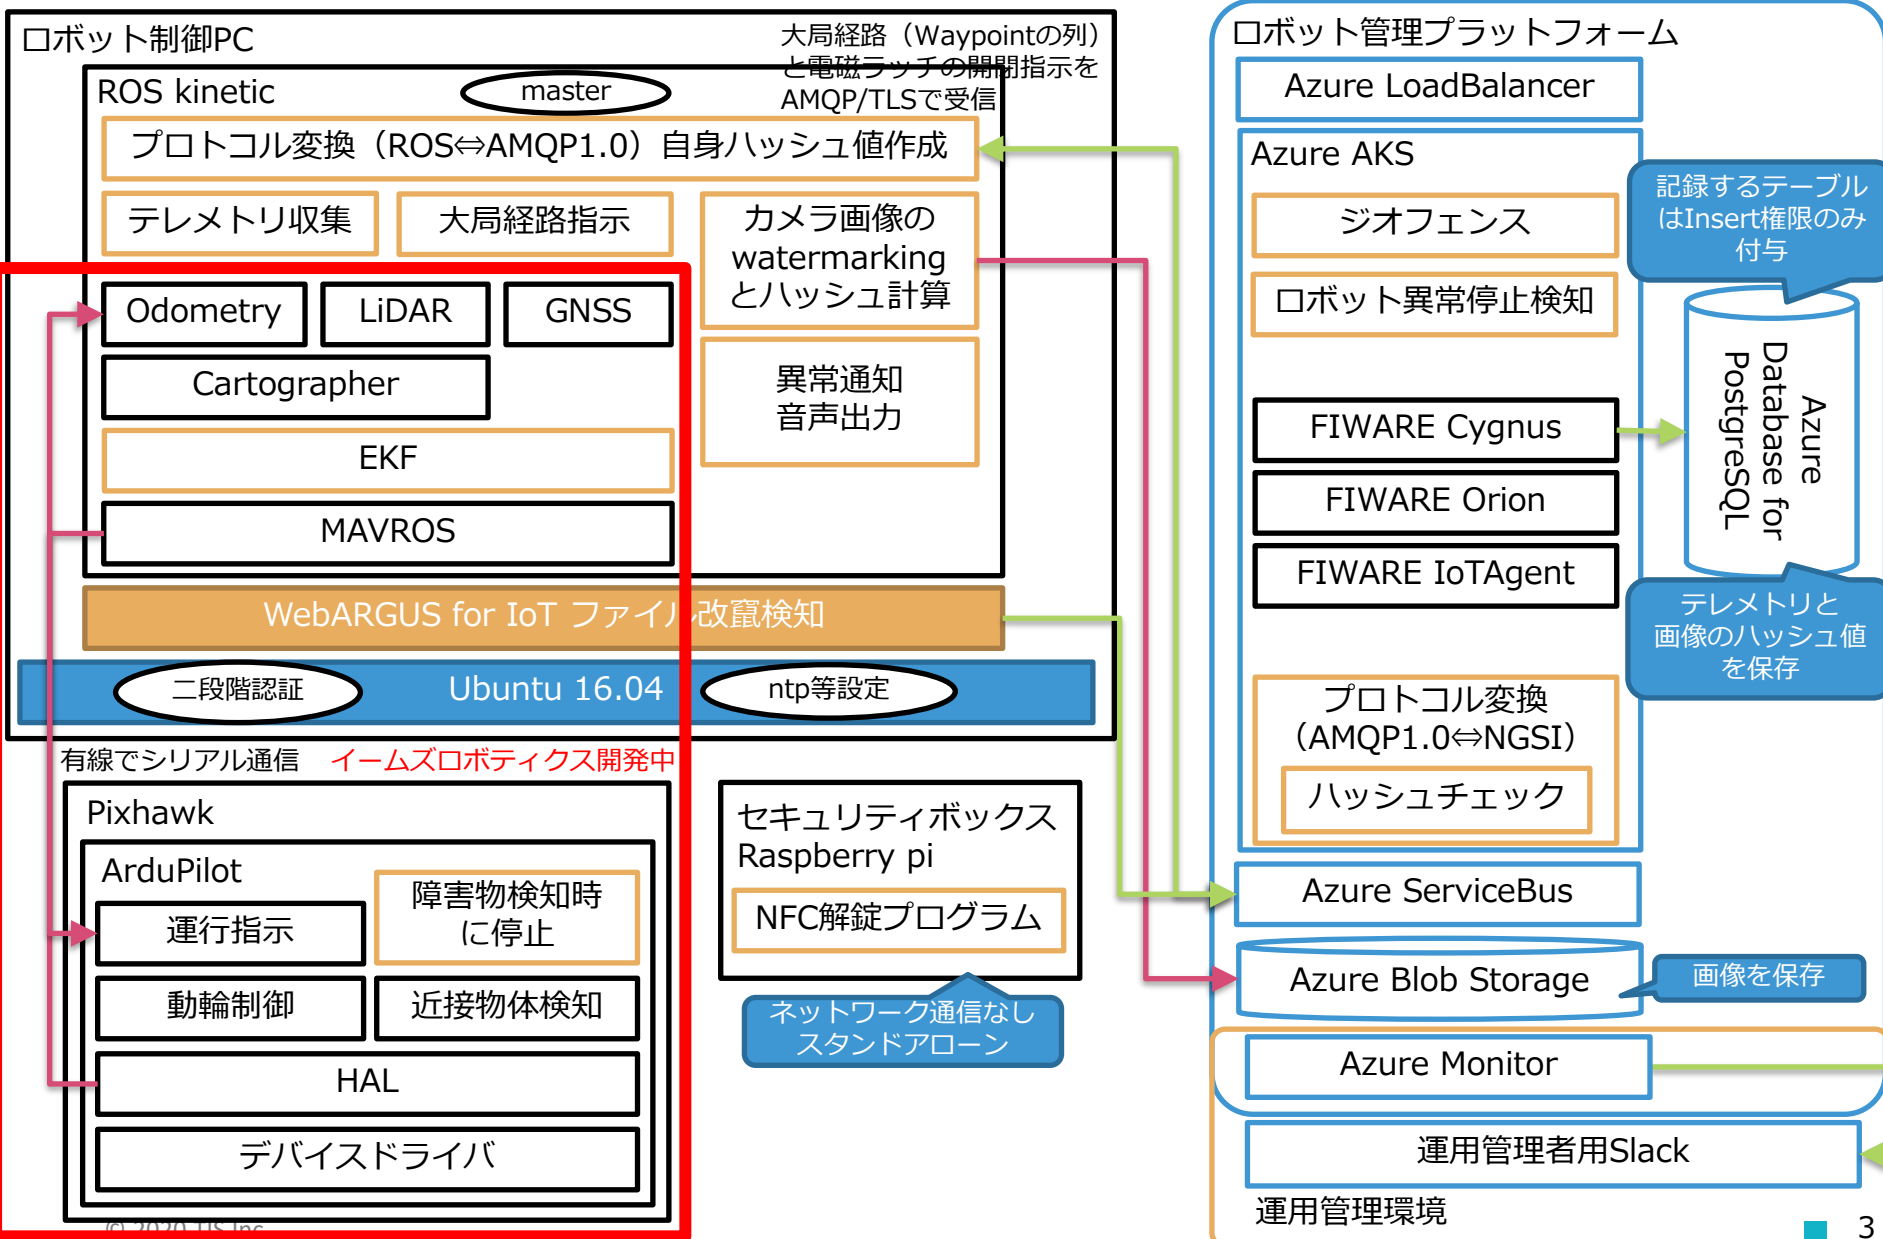 ロボット制御PC
大局経路（Waypointの列）
と電磁ラッチの開閉指示を
AMQP/TLSで受信
ROS kinetic
master
プロトコル変換（ROS⇔AMQP1.0）自身ハッシュ値作成
テレメトリ収集
大局経路指示
カメラ画像の
watermarking
とハッシュ計算
Odometry
LiDAR
GNSS
Cartographer
異常通知
音声出力
EKF
MAVROS
WebARGUS for IoT ファイル改竄検知
二段階認証
Ubuntu 16.04
ntp等設定
有線でシリアル通信
イームズロボティクス開発中
Pixhawk
ArduPilot
運行指示
障害物検知時
に停止
動輪制御
近接物体検知
HAL
デバイスドライバ
© 2020 TIS Inc.
セキュリティボックス
Raspberry pi
NFC解錠プログラム
ネットワーク通信なし
スタンドアローン
ロボット管理プラットフォーム
Azure LoadBalancer
Azure AKS
ジオフェンス
ロボット異常停止検知
記録するテーブル
はInsert権限のみ
付与
FIWARE Cygnus
FIWARE Orion
FIWARE IoTAgent
Azure
Database for
PostgreSQL
テレメトリと
画像のハッシュ値
を保存
プロトコル変換
（AMQP1.0⇔NGSI）
ハッシュチェック
Azure ServiceBus
Azure Blob Storage
画像を保存
Azure Monitor
運用管理者用Slack
運用管理環境
3